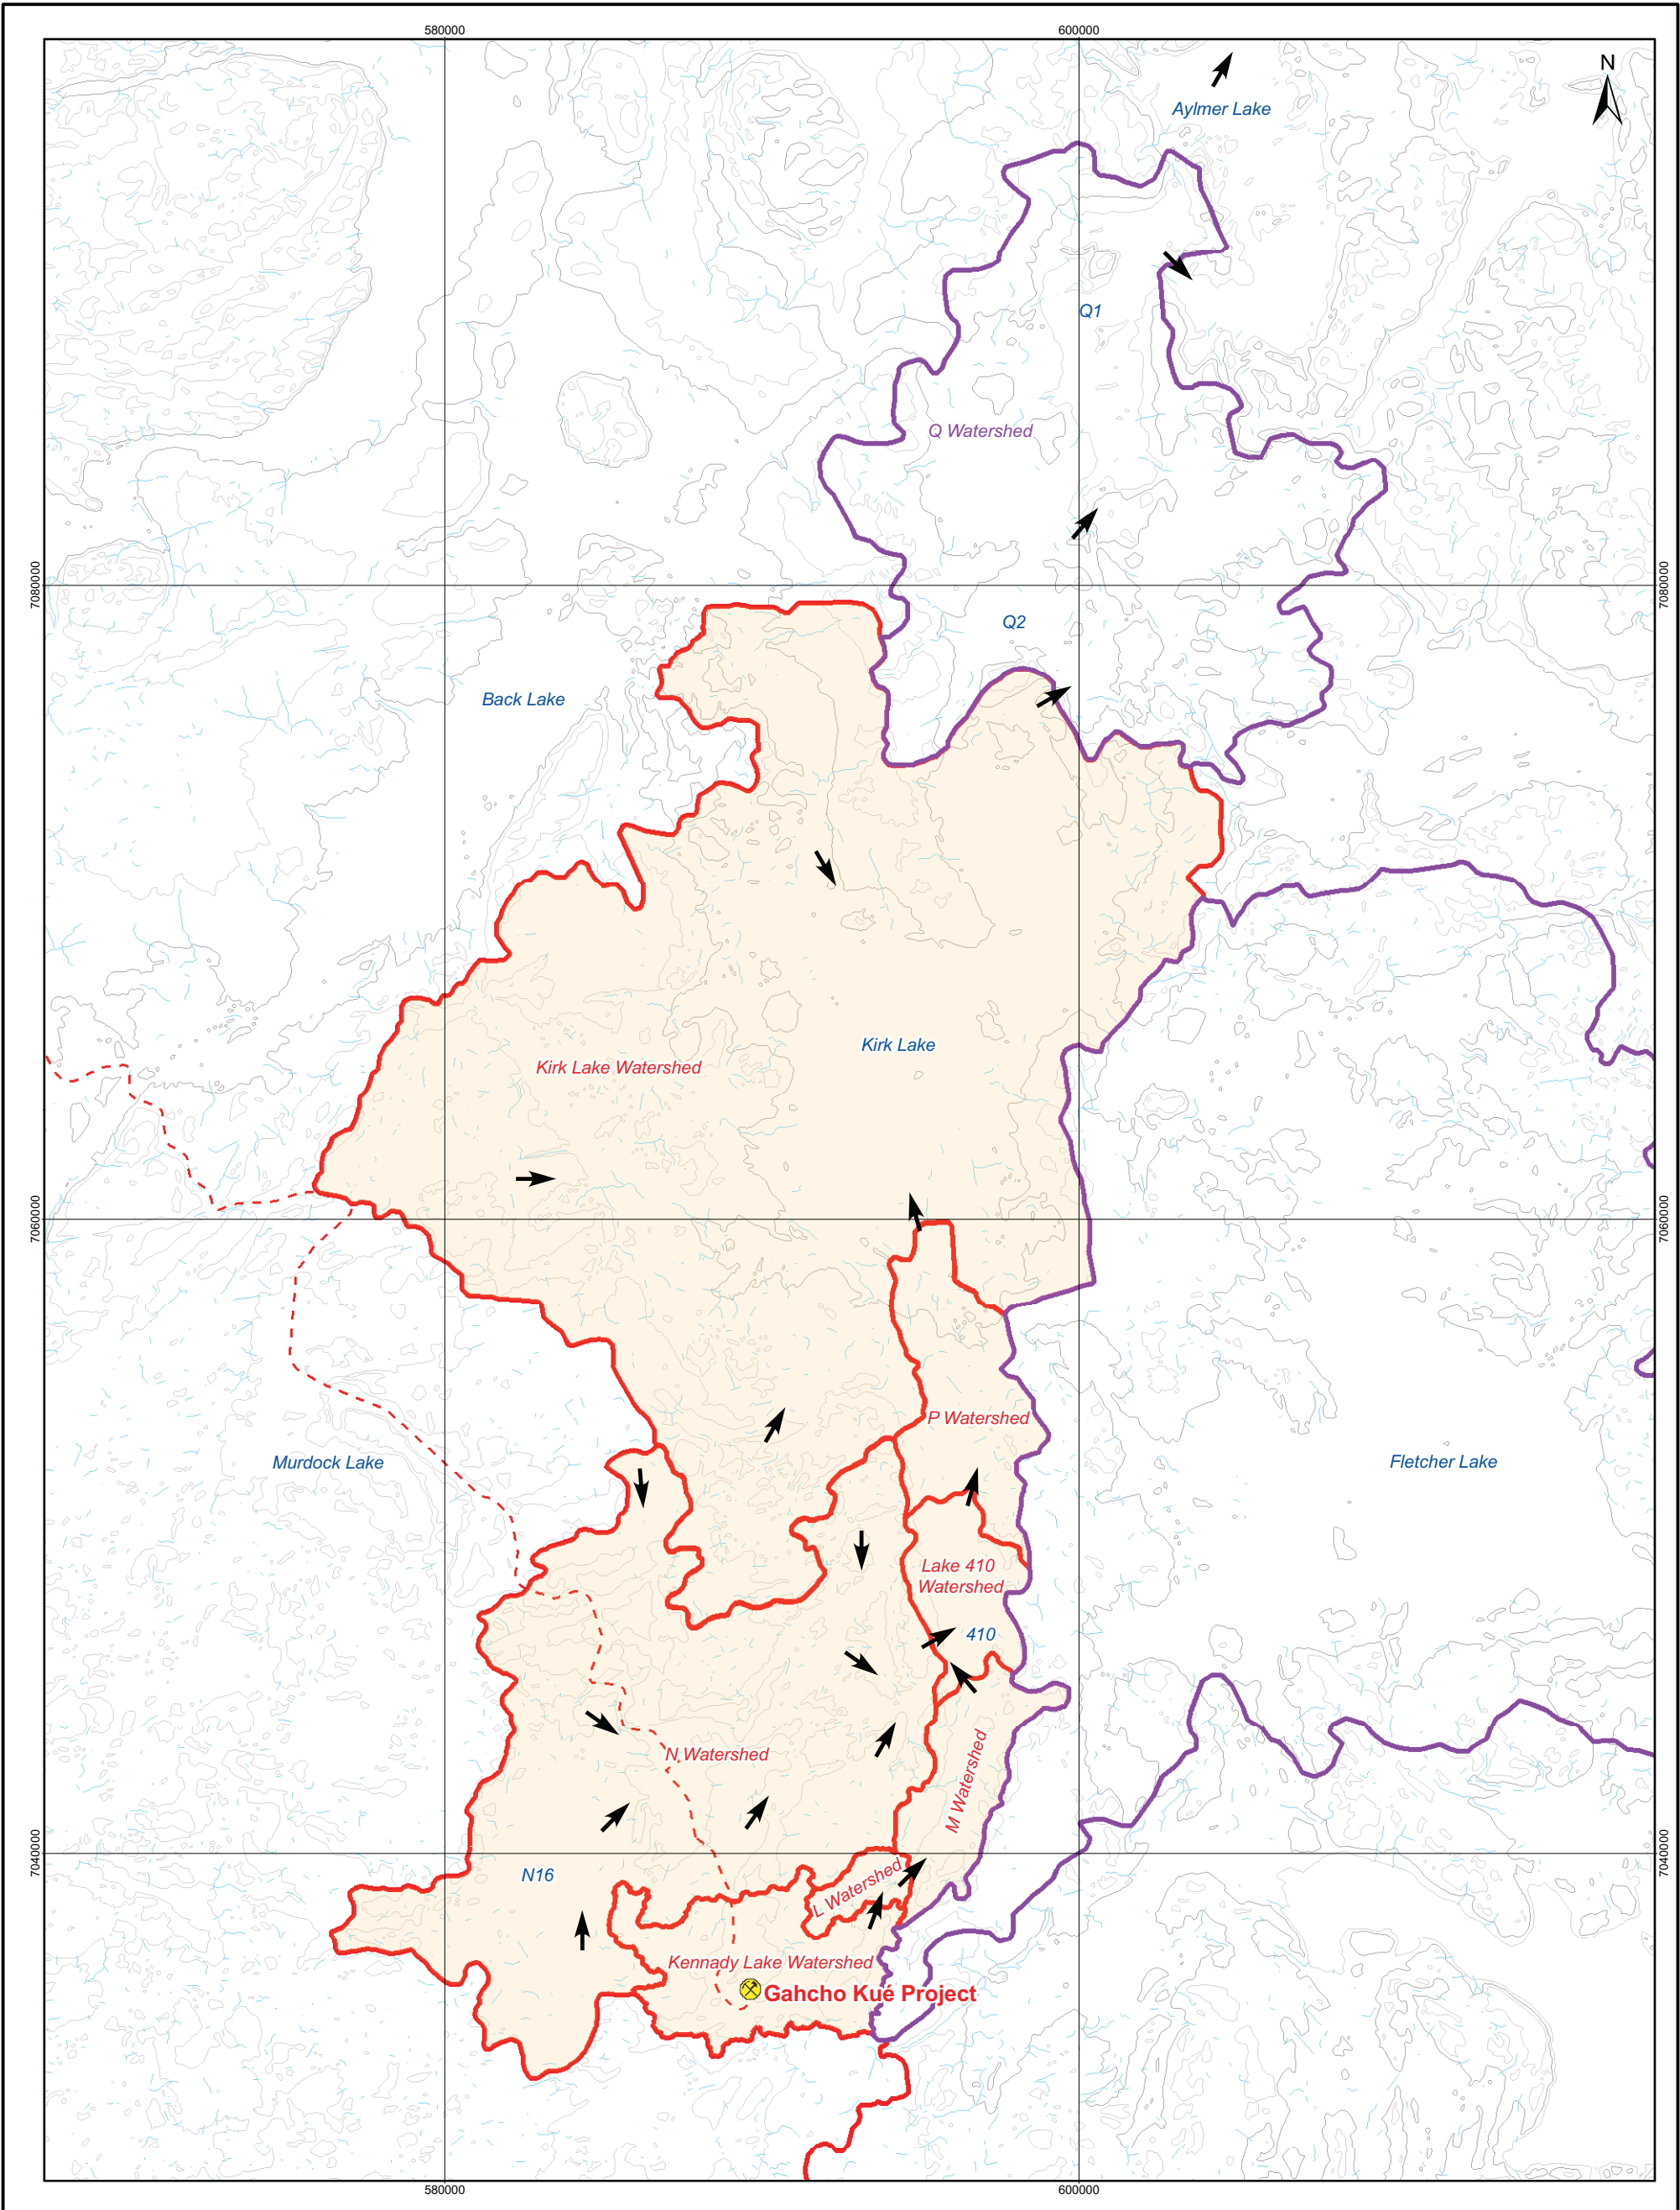 580000
600000
N
Aylmer Lake
Q1
Q Watershed
7080000
7080000
Q2
Back Lake
Kirk Lake
Kirk Lake Watershed
7060000
7060000
P Watershed
Murdock Lake
Fletcher Lake
Lake 410
Watershed
410
N Watershed
M Watershed
7040000
7040000
N16
L Watershed
Kennady Lake Watershed
Gahcho Kué Project
580000
600000